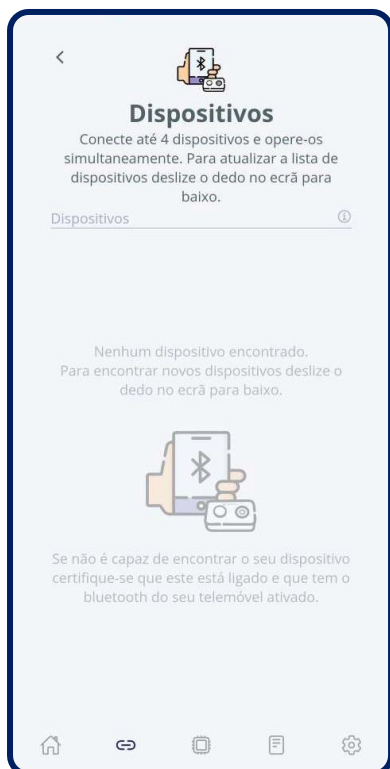 Dispositivos
Conecte até 4 dispositivos e opere-os
simultaneamente. Para atualizar a lista de
dispositivos deslize o dedo no ecrã para
baixo.
Dispositivos
Nenhum dispositivo encontrado.
Para encontrar novos dispositivos deslize o
dedo no ecrã para baixo.
Se não é capaz de encontrar o seu dispositivo
certifique-se que este está ligado e que tem o
bluetooth do seu telemóvel ativado.